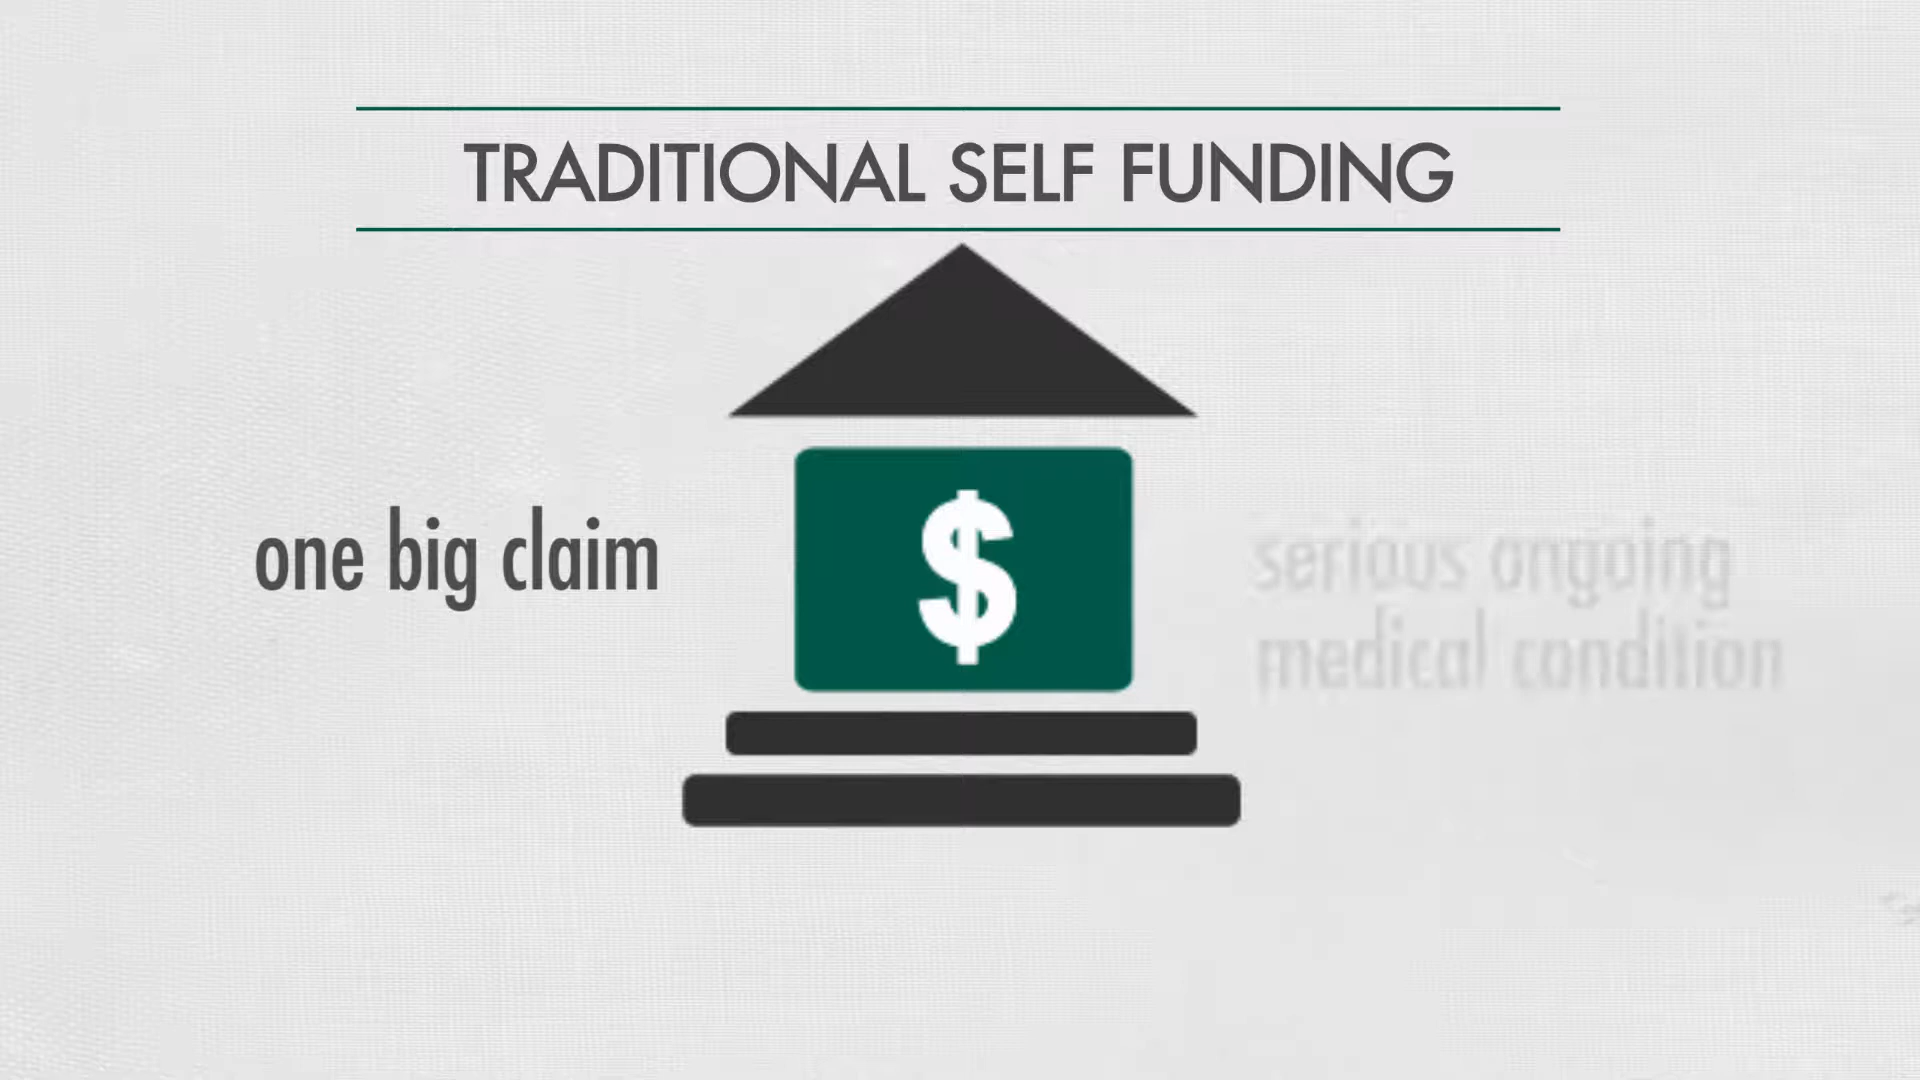 TRADITIONAL SELF FUNDING
$
one big claim
serious ongoing
medical condition